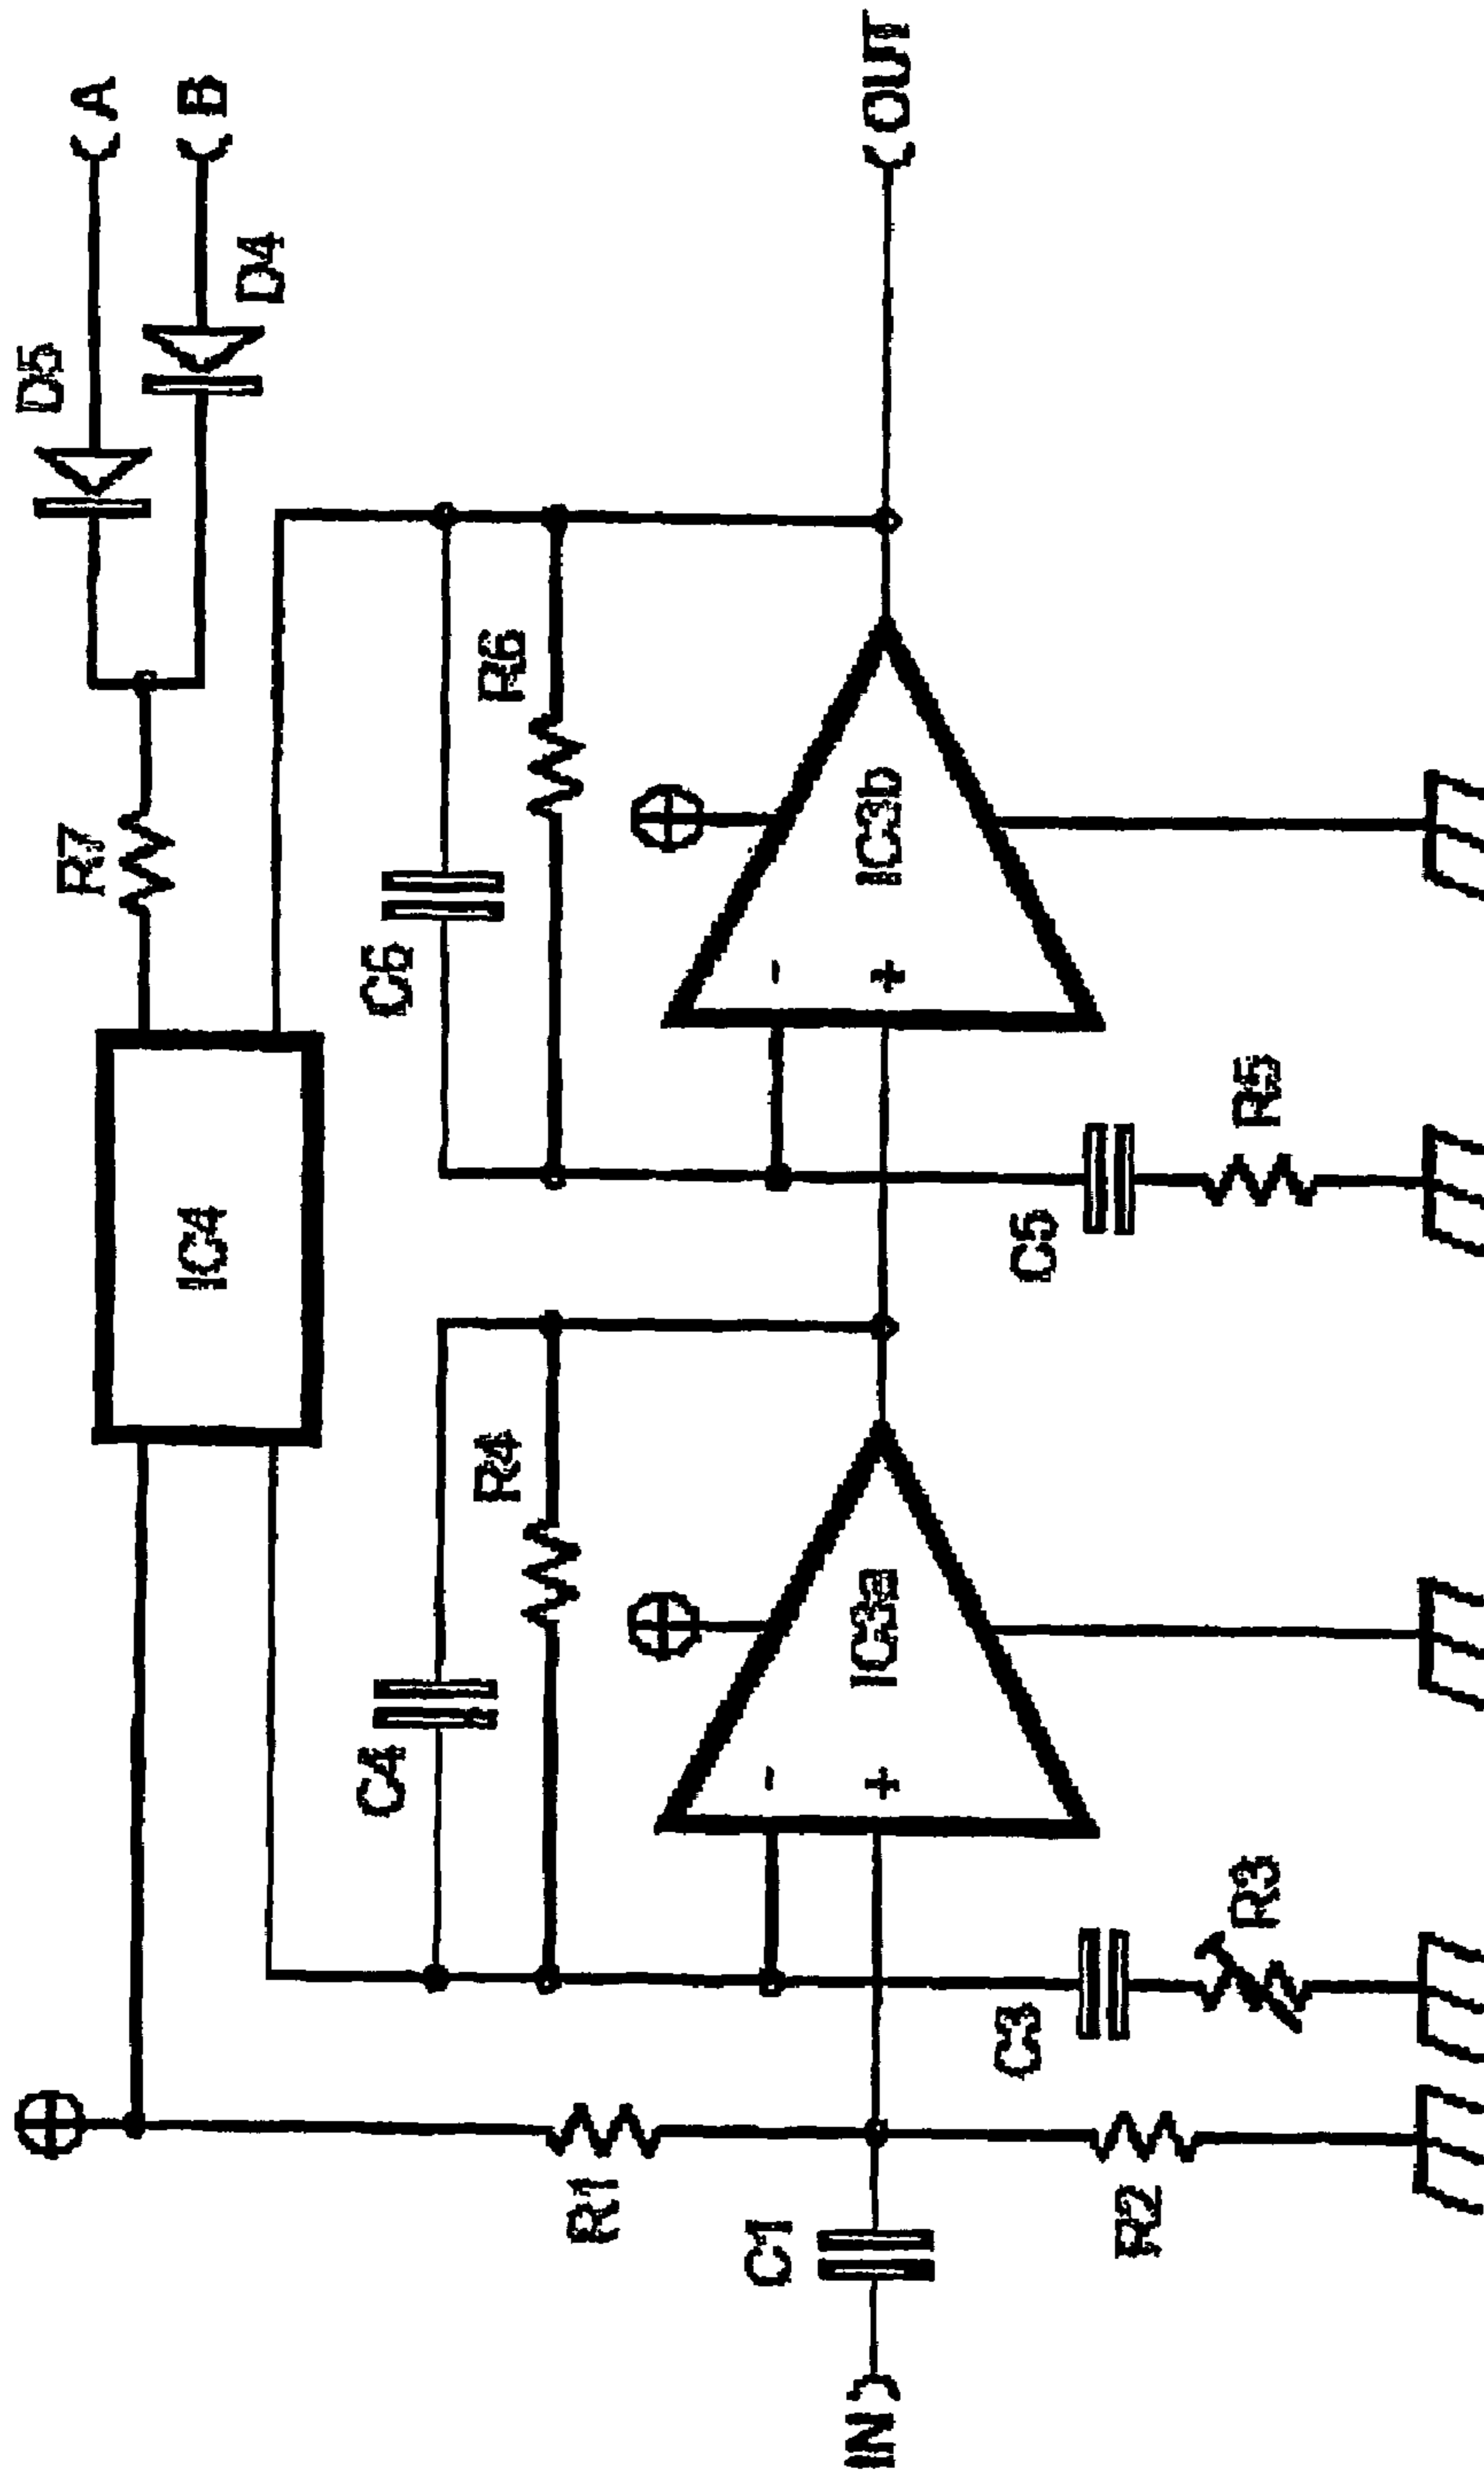 D5
A
R7
B
IC4
D4
C4
C6
R4
R6
R1
C1
-
-
IN
+
IC3a
+
IC3b
OUT
C3
C5
R2
R3
R5